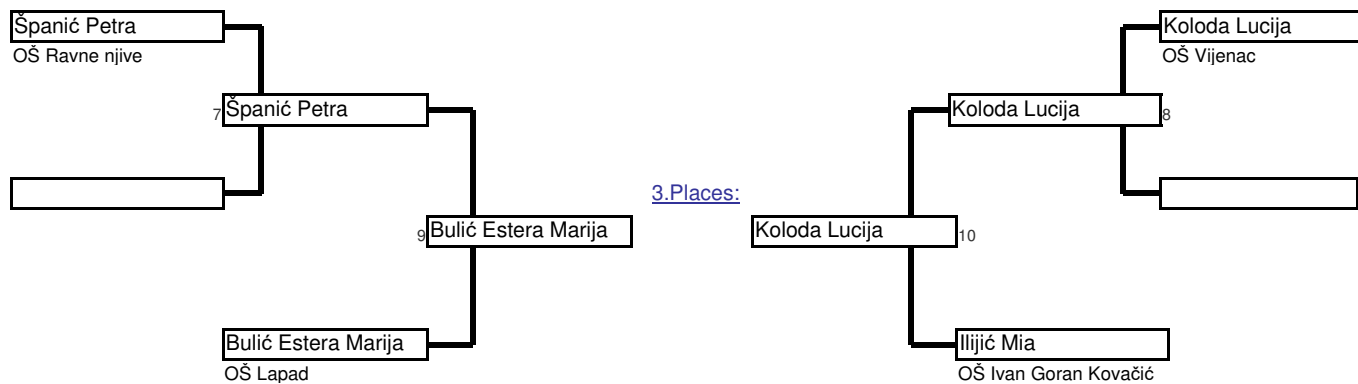 Španić Petra
OŠ Ravne njive
7 Španić Petra
9 Bulić Estera Marija
Bulić Estera Marija
OŠ Lapad
3.Places:
Koloda Lucija
OŠ Vijenac
Koloda Lucija 8
Koloda Lucija 10
Ilijić Mia
OŠ Ivan Goran Kovačić